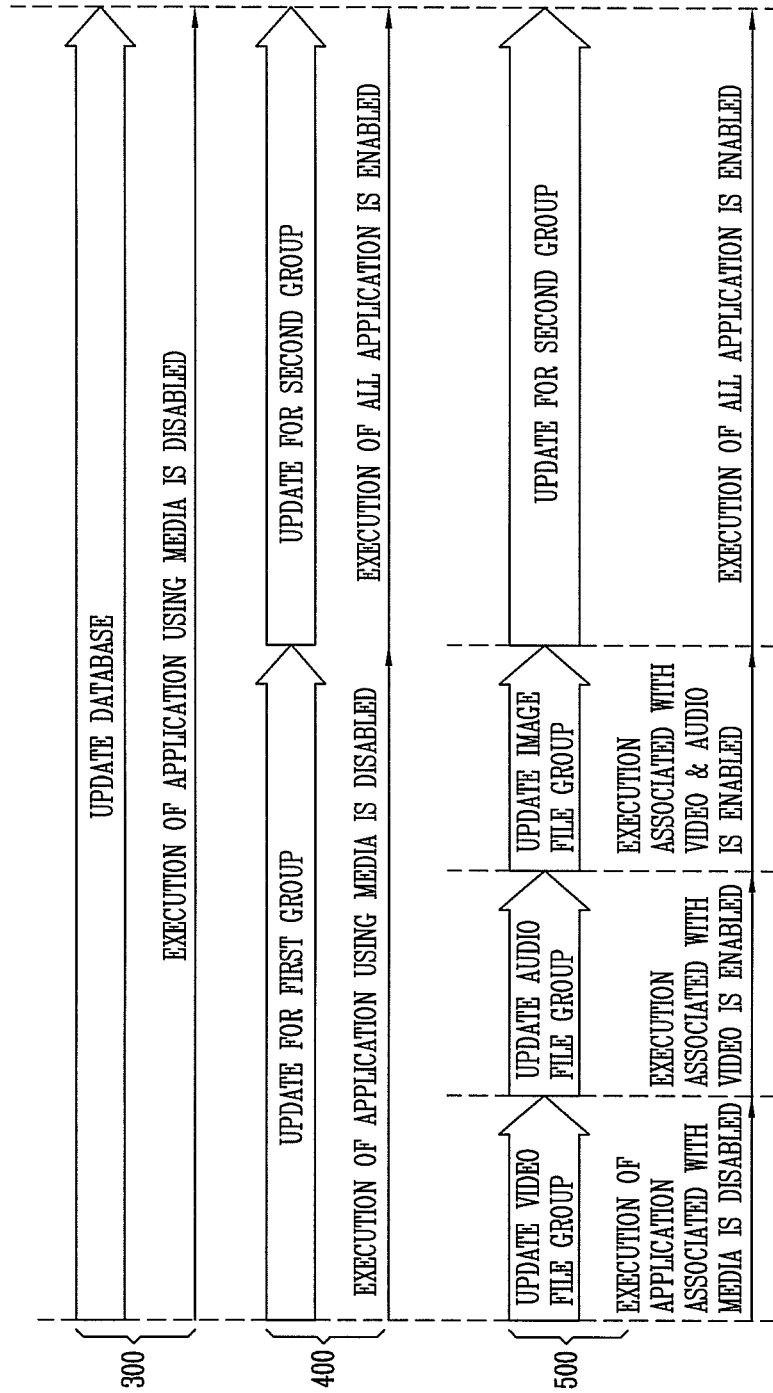 300
UPDATE DATABASE
EXECUTION OF APPLICATION USING MEDIA IS DISABLED
400
UPDATE FOR FIRST GROUP
UPDATE FOR SECOND GROUP
EXECUTION OF APPLICATION USING MEDIA IS DISABLED
EXECUTION OF ALL APPLICATION IS ENABLED
500
UPDATE VIDEO
FILE GROUP
UPDATE AUDIO
FILE GROUP
UPDATE IMAGE
FILE GROUP
UPDATE FOR SECOND GROUP
EXECUTION OF
APPLICATION
ASSOCIATED WITH
MEDIA IS DISABLED
EXECUTION
ASSOCIATED WITH
VIDEO IS ENABLED
EXECUTION
ASSOCIATED WITH
VIDEO & AUDIO
IS ENABLED
EXECUTION OF ALL APPLICATION IS ENABLED